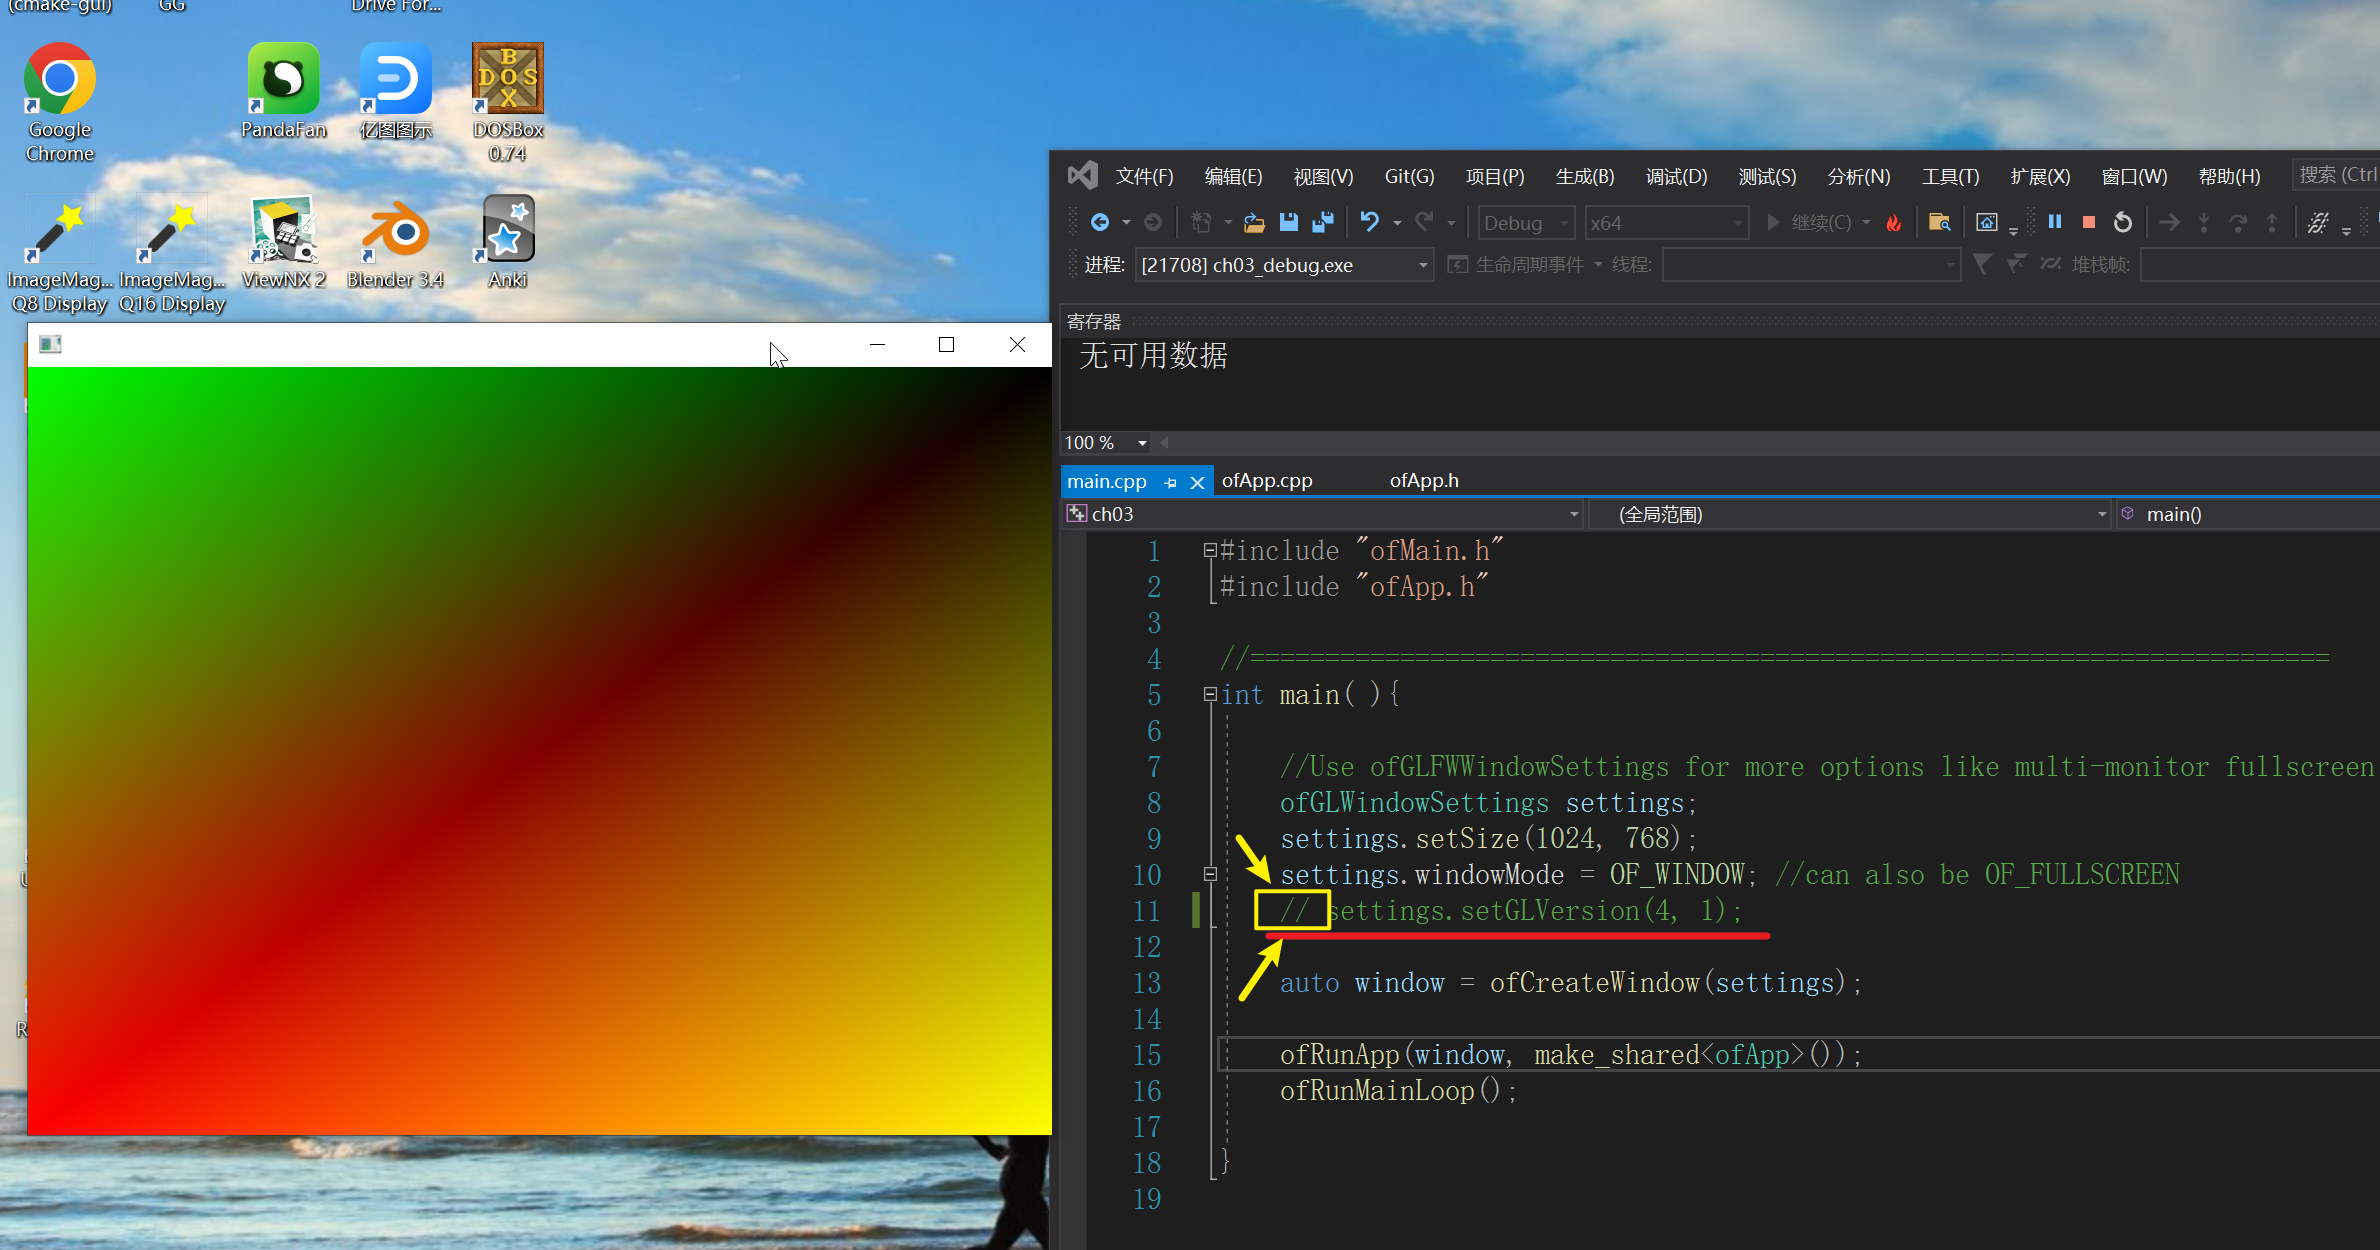 (cmake-gui)
GG
Drive For...
Google Chrome
PandaFan
亿图图示
DOSBox 0.74
ImageMag... Q8 Display
ImageMag... Q16 Display
ViewNX 2
Blender 3.4
Anki
文件(F) 编辑(E) 视图(V) Git(G) 项目(P) 生成(B) 调试(D) 测试(S) 分析(N) 工具(T) 扩展(X) 窗口(W) 帮助(H) 搜索 (Ctrl
Debug x64 继续(C)
进程: [21708] ch03_debug.exe 生命周期事件 线程: 堆栈帧:
寄存器
无可用数据
100 %
main.cpp ofApp.cpp ofApp.h
ch03 (全局范围) main()
1 #include "ofMain.h"
2 #include "ofApp.h"
3
4 //========================================================================
5 int main( ){
6
7 //Use ofGLFWWindowSettings for more options like multi-monitor fullscreen
8 ofGLWindowSettings settings;
9 settings.setSize(1024, 768);
10 settings.windowMode = OF_WINDOW; //can also be OF_FULLSCREEN
11 // settings.setGLVersion(4, 1);
12
13 auto window = ofCreateWindow(settings);
14
15 ofRunApp(window, make_shared<ofApp>());
16 ofRunMainLoop();
17
18 }
19